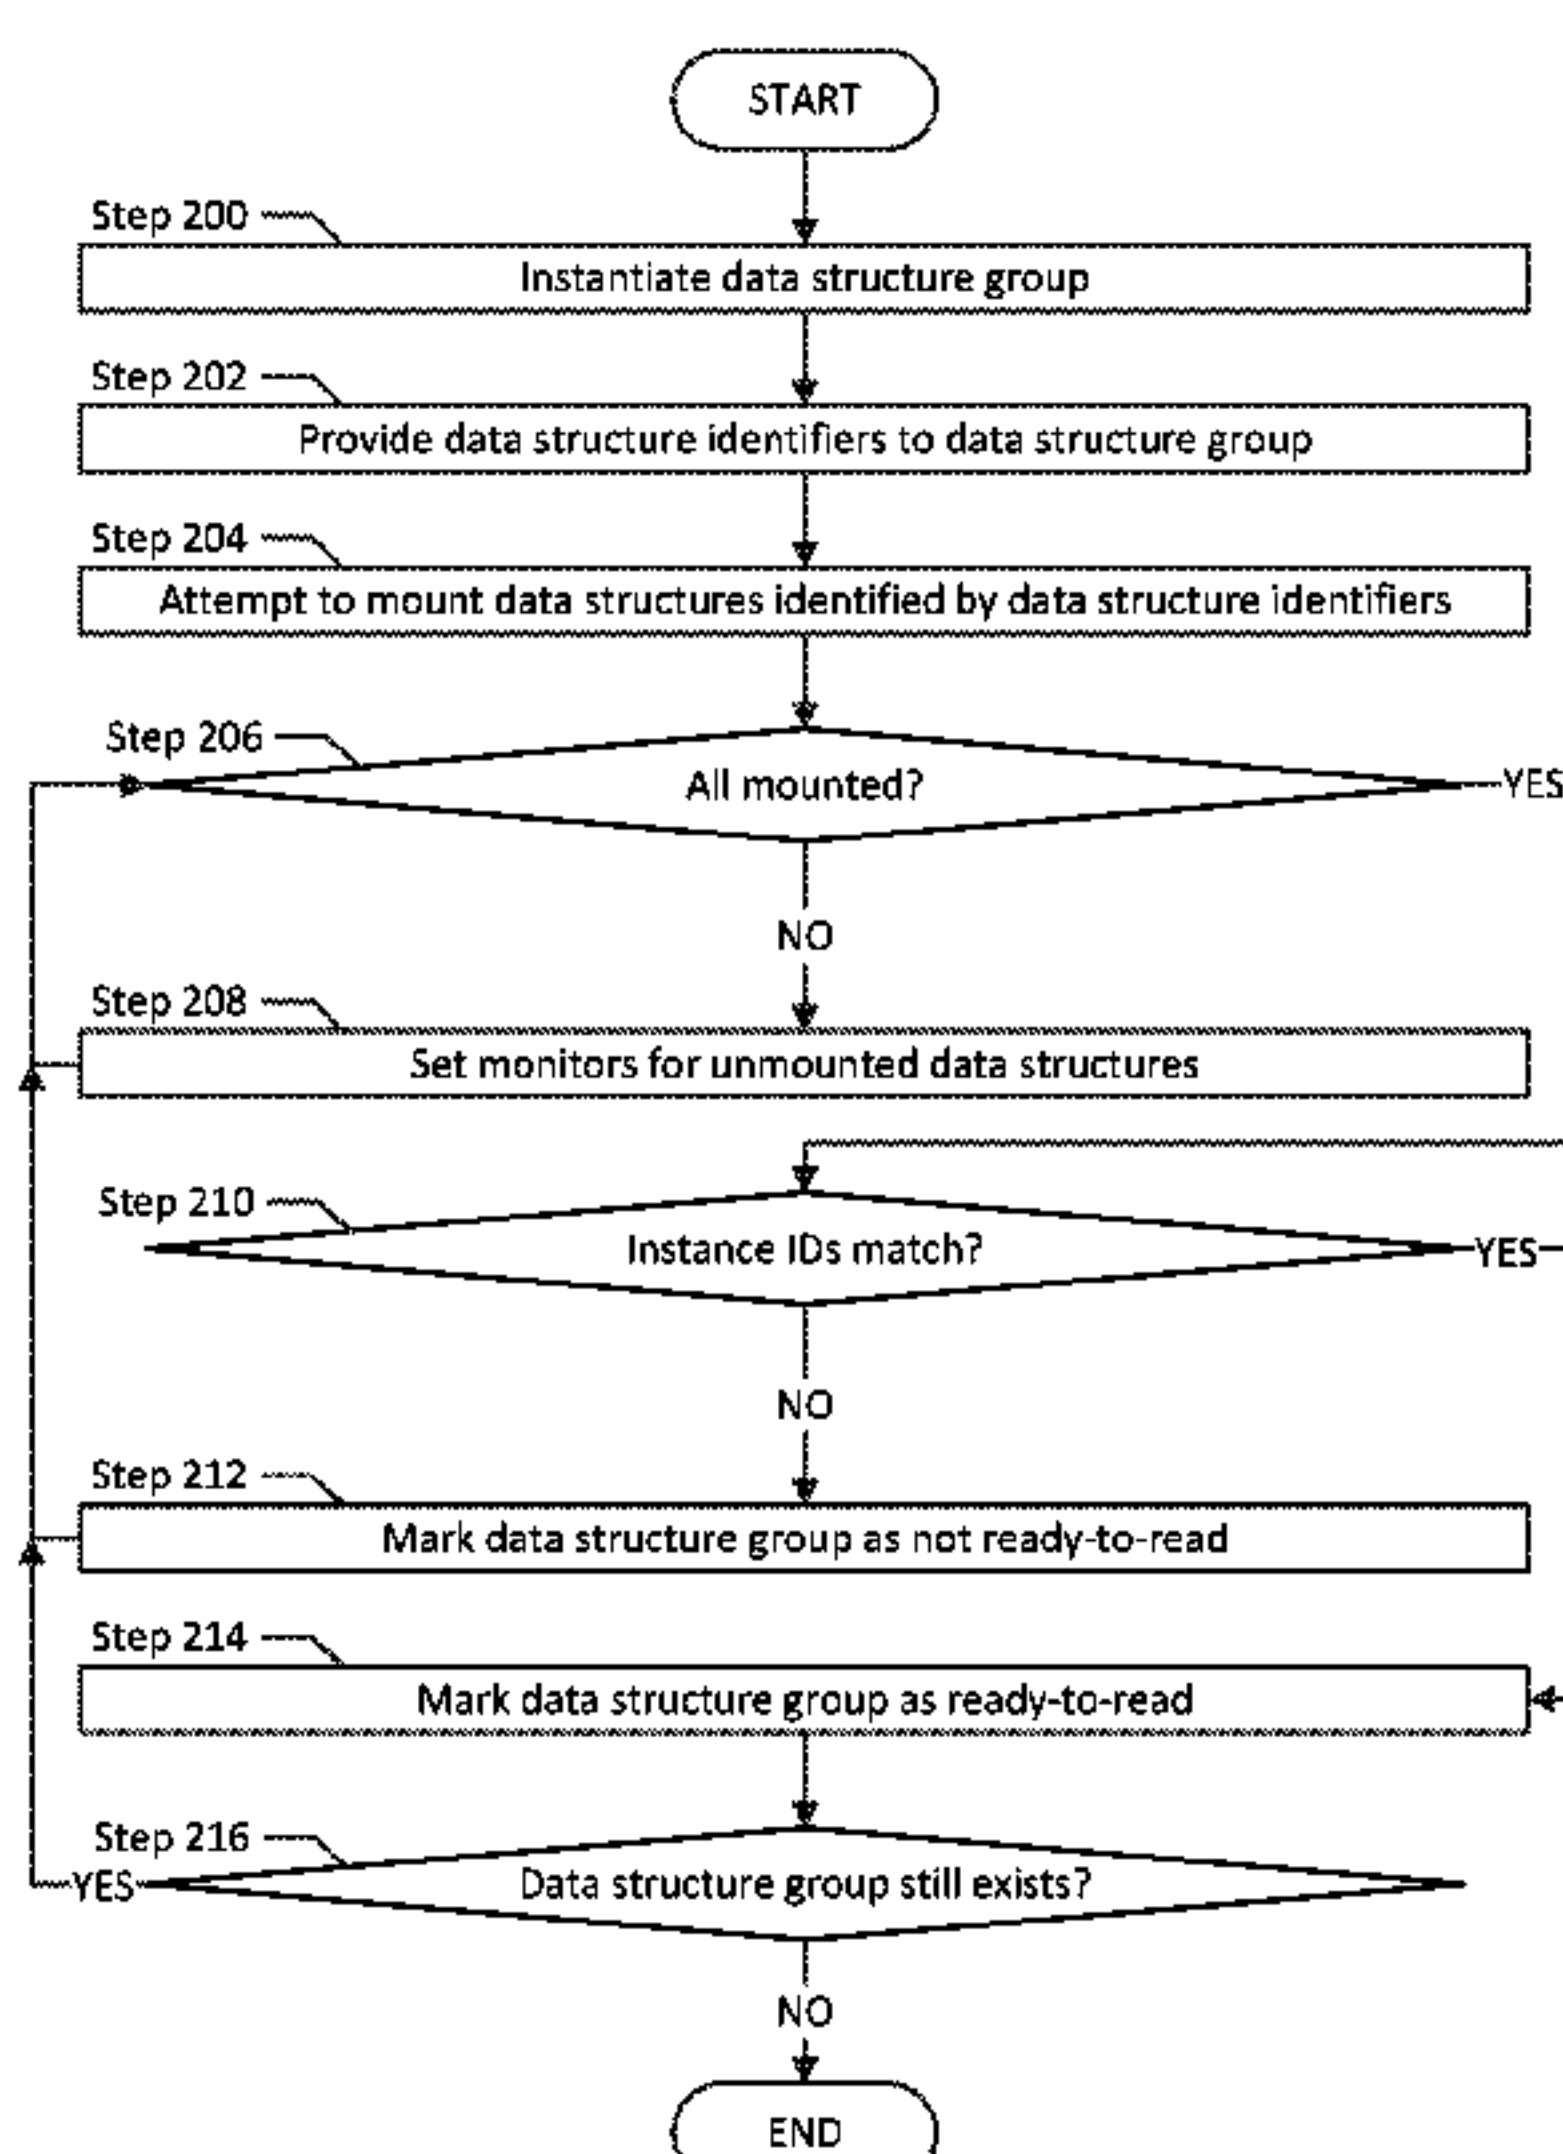 START
Step 200
Instantiate data structure group
Step 202
Provide data structure identifiers to data structure group
Step 204
Attempt to mount data structures identified by data structure identifiers
Step 206
All mounted?
YES
NO
Step 208
Set monitors for unmounted data structures
Step 210
Instance IDs match?
YES
NO
Step 212
Mark data structure group as not ready-to-read
Step 214
Mark data structure group as ready-to-read
Step 216
Data structure group still exists?
YES
NO
END